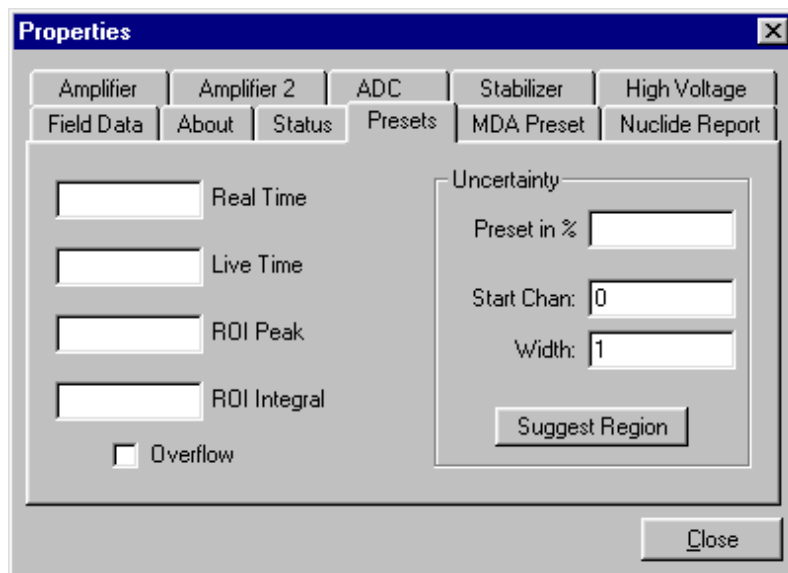 Properties
Amplifier Amplifier 2 ADC Stabilizer High Voltage
Field Data About Status Presets MDA Preset Nuclide Report
Real Time
Live Time
ROI Peak
ROI Integral
Overflow
Uncertainty
Preset in %
Start Chan: 0
Width: 1
Suggest Region
Close